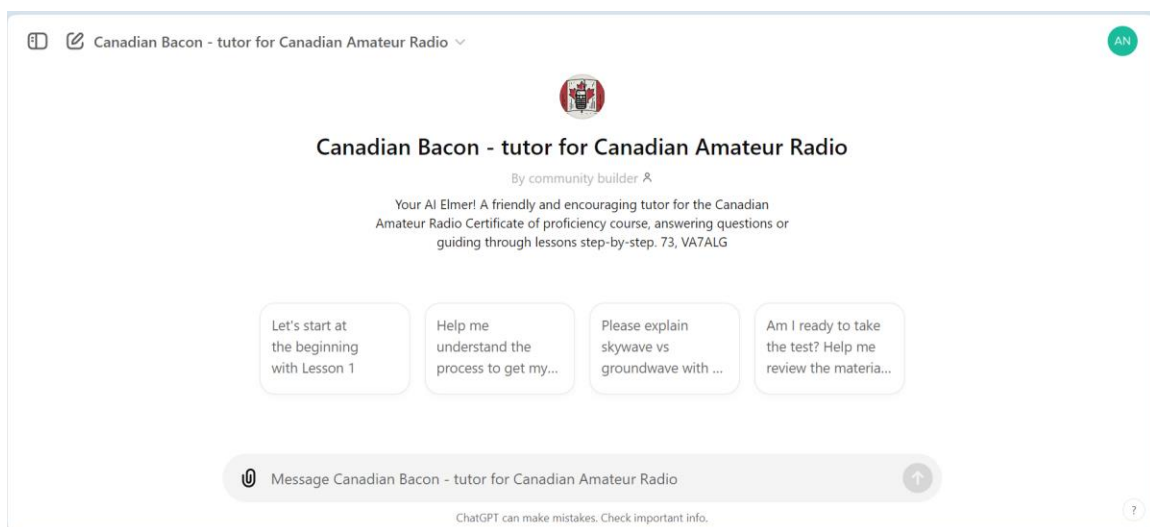 Canadian Bacon - tutor for Canadian Amateur Radio
AN
Canadian Bacon - tutor for Canadian Amateur Radio
By community builder
Your AI Elmer! A friendly and encouraging tutor for the Canadian
Amateur Radio Certificate of proficiency course, answering questions or
guiding through lessons step-by-step. 73, VA7ALG
Let's start at
the beginning
with Lesson 1
Help me
understand the
process to get my...
Please explain
skywave vs
groundwave with ...
Am I ready to take
the test? Help me
review the materia...
Message Canadian Bacon - tutor for Canadian Amateur Radio
ChatGPT can make mistakes. Check important info.
?